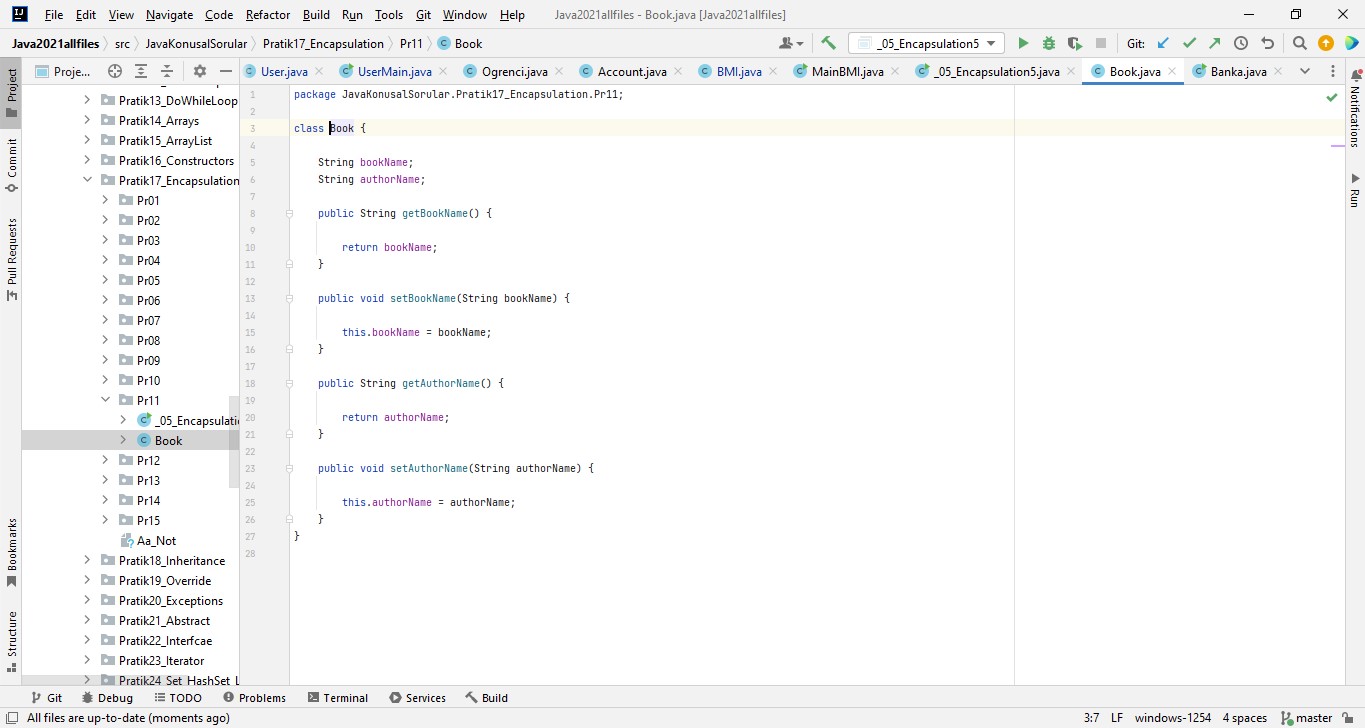 File Edit View Navigate Code Refactor Build Run Tools Git Window Help Java2021allfiles - Book.java [Java2021allfiles]
Java2021allfiles src JavaKonusalSorular Pratik17_Encapsulation Pr11 Book _05_Encapsulation5 Git:
Proje... User.java UserMain.java Ogrenci.java Account.java BMI.java MainBMI.java _05_Encapsulation5.java Book.java Banka.java
Project
Commit
Pull Requests
Bookmarks
Structure
Pratik13_DoWhileLoop
Pratik14_Arrays
Pratik15_ArrayList
Pratik16_Constructors
Pratik17_Encapsulation
Pr01
Pr02
Pr03
Pr04
Pr05
Pr06
Pr07
Pr08
Pr09
Pr10
Pr11
_05_Encapsulati
Book
Pr12
Pr13
Pr14
Pr15
Aa_Not
Pratik18_Inheritance
Pratik19_Override
Pratik20_Exceptions
Pratik21_Abstract
Pratik22_Interfcae
Pratik23_Iterator
Pratik24_Set_HashSet_L
1 package JavaKonusalSorular.Pratik17_Encapsulation.Pr11;
2
3 class Book {
4
5 String bookName;
6 String authorName;
7
8 public String getBookName() {
9
10 return bookName;
11 }
12
13 public void setBookName(String bookName) {
14
15 this.bookName = bookName;
16 }
17
18 public String getAuthorName() {
19
20 return authorName;
21 }
22
23 public void setAuthorName(String authorName) {
24
25 this.authorName = authorName;
26 }
27 }
28
Notifications
Run
Git Debug TODO Problems Terminal Services Build
All files are up-to-date (moments ago) 3:7 LF windows-1254 4 spaces master